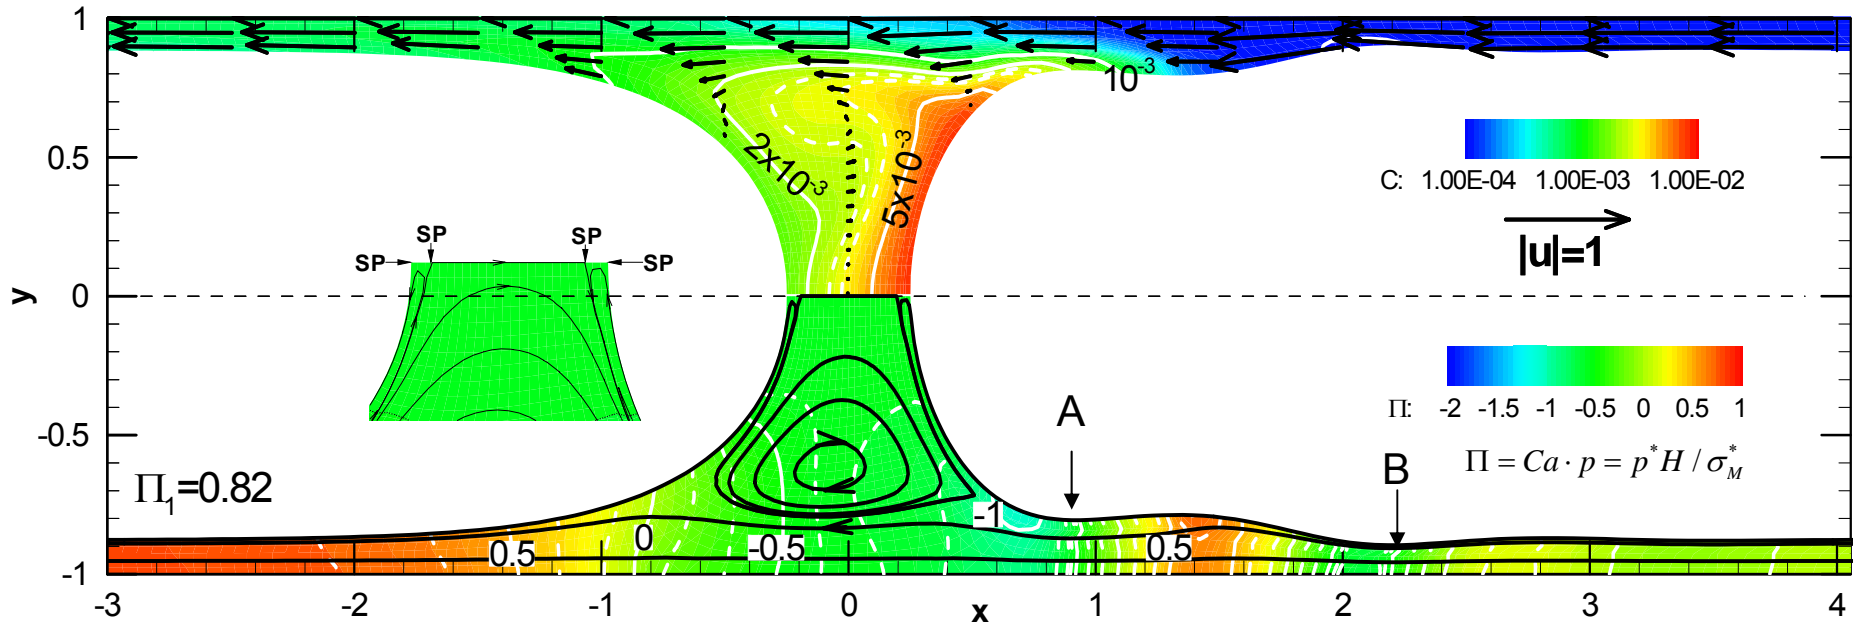 1
0.5
0
-0.5
-1
y
-3
-2
-1
0
1
2
3
4
x
10⁻³
2x10⁻³
5x10⁻³
C: 1.00E-04 1.00E-03 1.00E-02
|u|=1
SP
SP
SP
SP
Π: -2 -1.5 -1 -0.5 0 0.5 1
Π = Ca · p = p*H / σ*M
A
B
Π₁=0.82
0.5
0
-0.5
-1
0.5